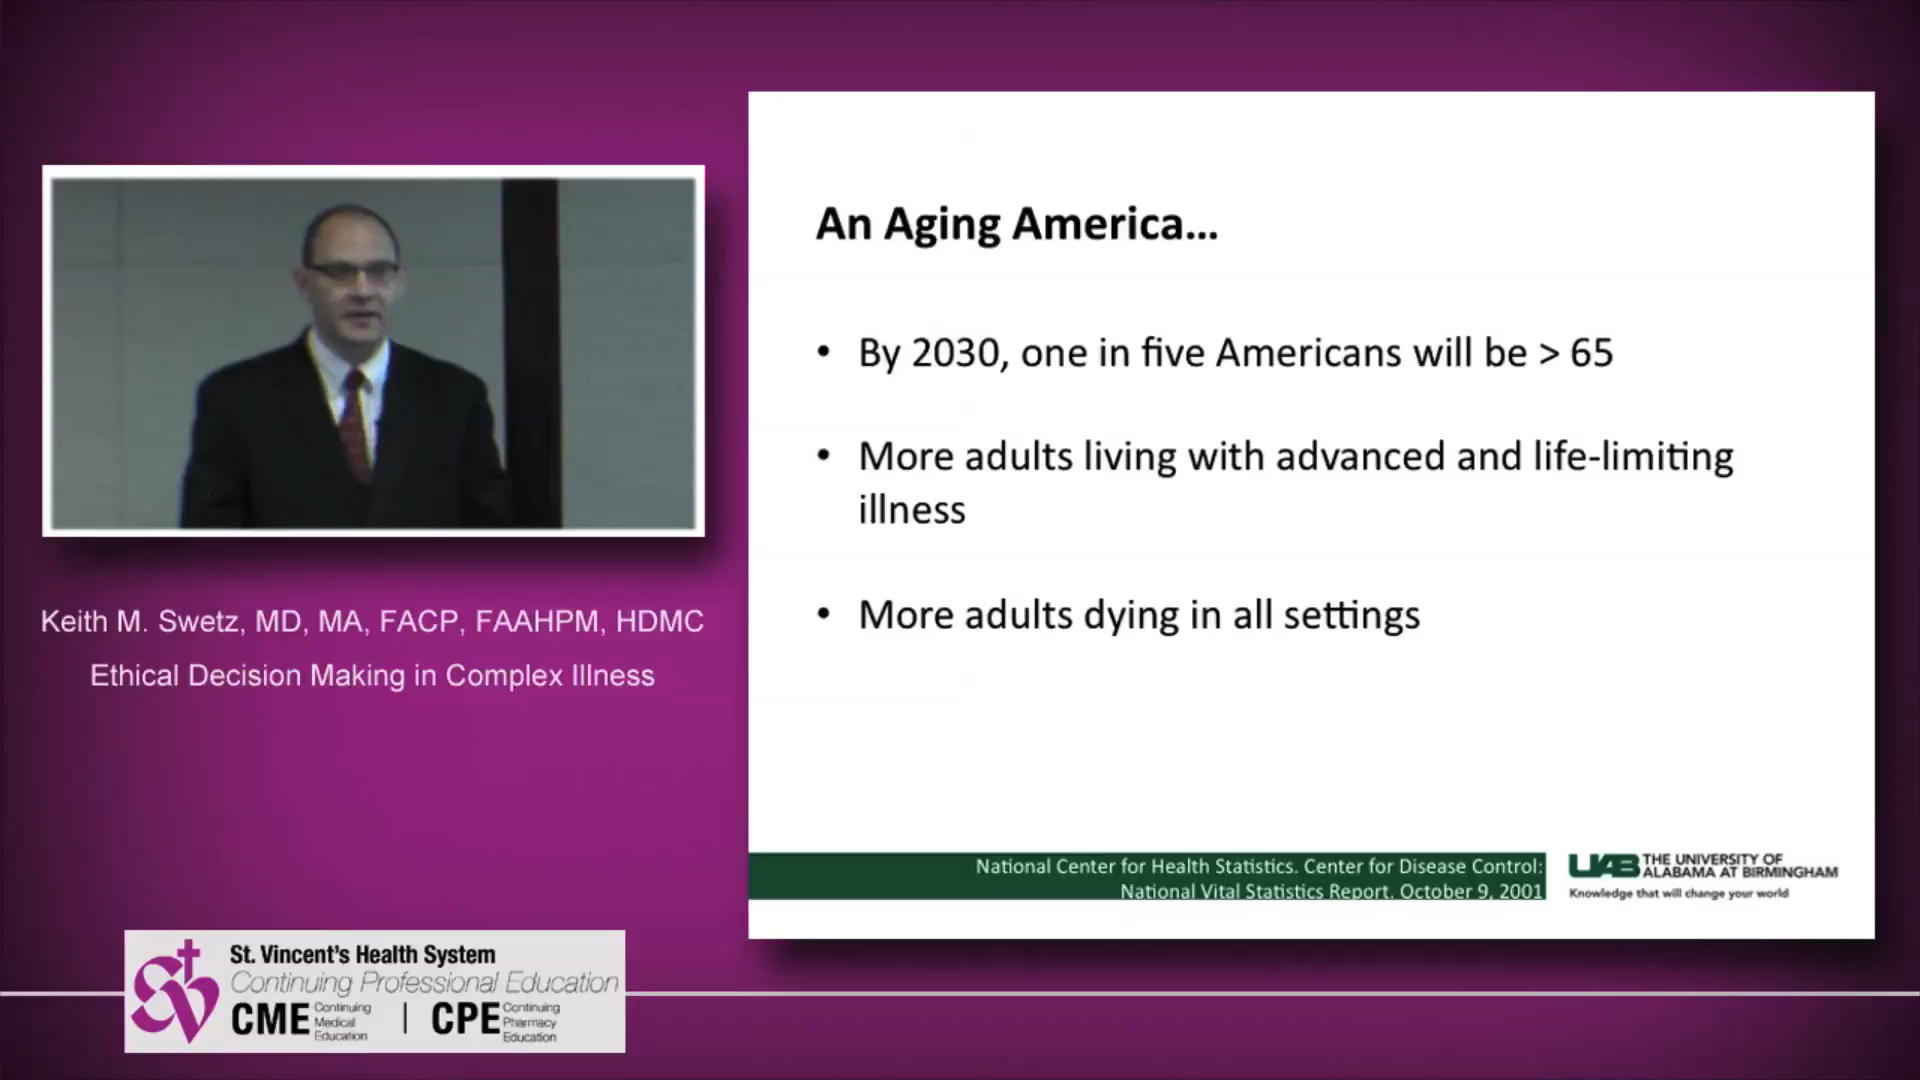 An Aging America...
• By 2030, one in five Americans will be > 65
• More adults living with advanced and life-limiting
illness
• More adults dying in all settings
National Center for Health Statistics. Center for Disease Control:
National Vital Statistics Report. October 9, 2001
UAB THE UNIVERSITY OF
ALABAMA AT BIRMINGHAM
Knowledge that will change your world
Keith M. Swetz, MD, MA, FACP, FAAHPM, HDMC
Ethical Decision Making in Complex Illness
St. Vincent's Health System
Continuing Professional Education
CME Continuing Medical Education | CPE Continuing Pharmacy Education